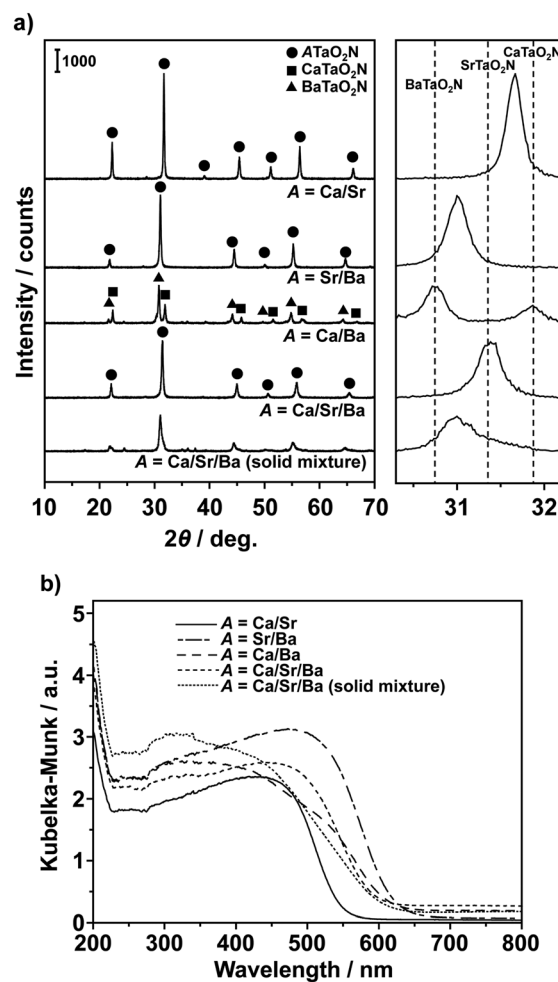 a)
1000
● ATaO₂N
■ CaTaO₂N
▲ BaTaO₂N
A = Ca/Sr
A = Sr/Ba
A = Ca/Ba
A = Ca/Sr/Ba
A = Ca/Sr/Ba (solid mixture)
Intensity / counts
10 20 30 40 50 60 70
2θ / deg.
CaTaO₂N
SrTaO₂N
BaTaO₂N
31 32
b)
A = Ca/Sr
A = Sr/Ba
A = Ca/Ba
A = Ca/Sr/Ba
A = Ca/Sr/Ba (solid mixture)
Kubelka-Munk / a.u.
5
4
3
2
1
0
200 300 400 500 600 700 800
Wavelength / nm